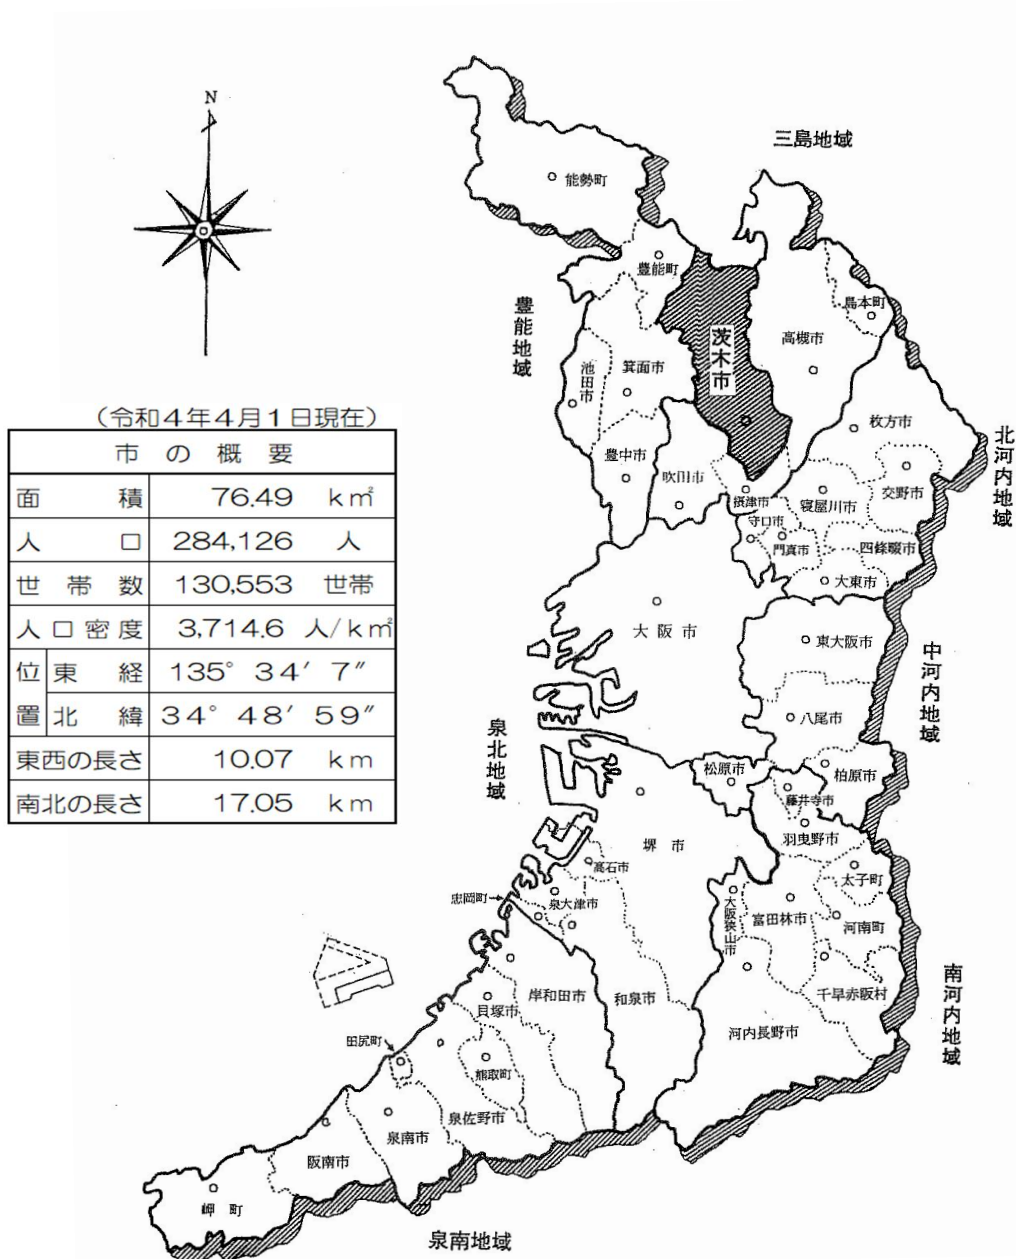 N
三島地域
能勢町
豊能町
豊能地域
茨木市
島本町
高槻市
池田市
箕面市
枚方市
北河内地域
豊中市
吹田市
摂津市
寝屋川市
交野市
守口市
門真市
四條畷市
大東市
(令和4年4月1日現在)
市の概要
面積 76.49 k㎡
人口 284,126 人
世帯数 130,553 世帯
人口密度 3,714.6 人/k㎡
位置 東経 135° 34′ 7″
北緯 34° 48′ 59″
東西の長さ 10.07 km
南北の長さ 17.05 km
大阪市
東大阪市
中河内地域
八尾市
泉北地域
松原市
柏原市
藤井寺市
羽曳野市
堺市
高石市
太子町
忠岡町
泉大津市
大阪狭山市
富田林市
河南町
岸和田市
和泉市
千早赤阪村
南河内地域
貝塚市
河内長野市
田尻町
熊取町
泉佐野市
泉南市
阪南市
岬町
泉南地域